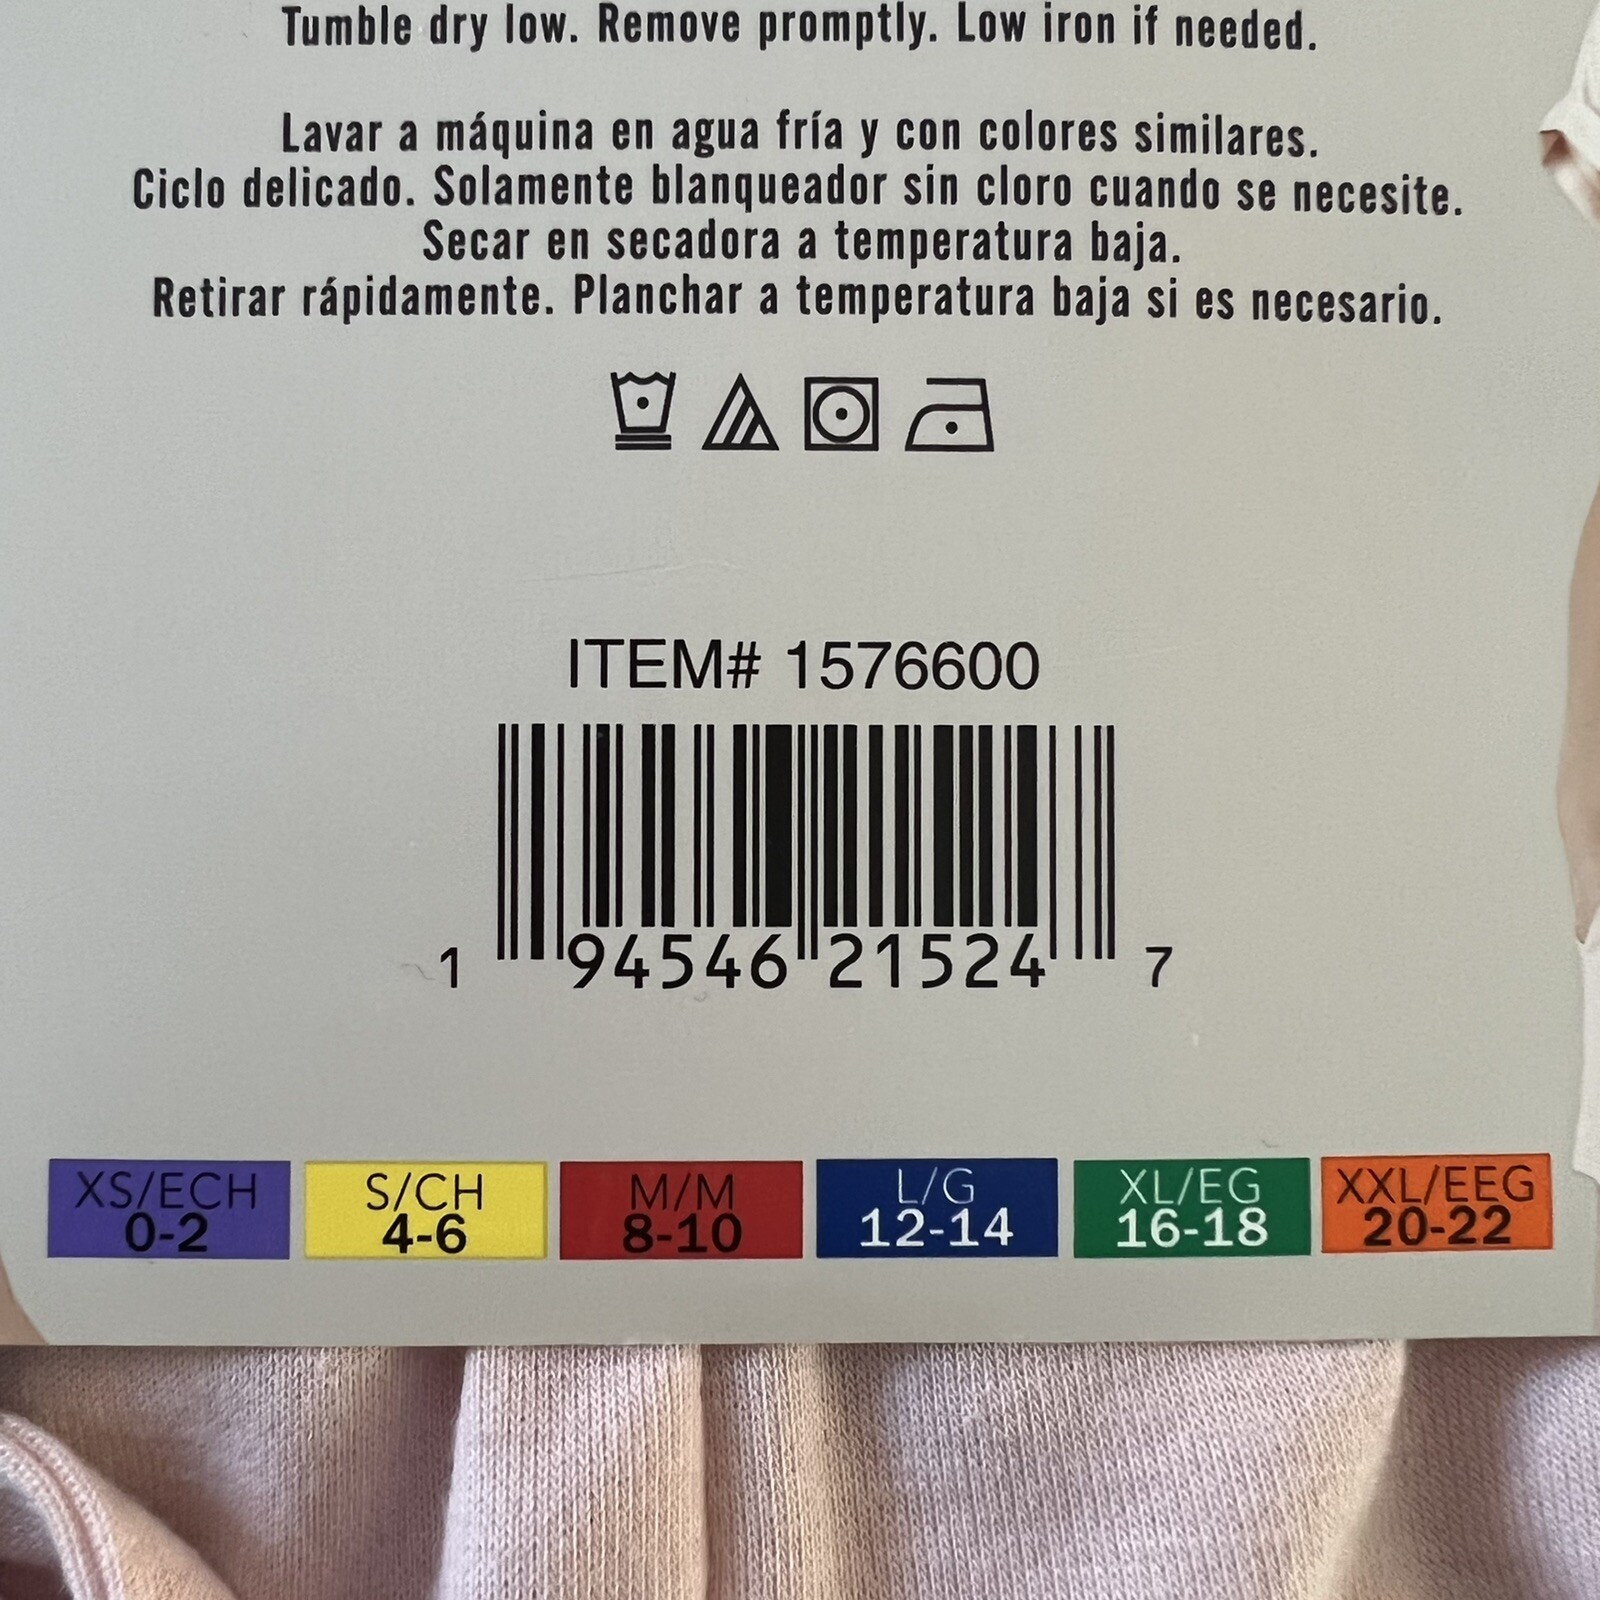 Tumble dry low. Remove promptly. Low iron if needed.
Lavar a máquina en agua fría y con colores similares.
Ciclo delicado. Solamente blanqueador sin cloro cuando se necesite.
Secar en secadora a temperatura baja.
Retirar rápidamente. Planchar a temperatura baja si es necesario.
ITEM# 1576600
1 94546 21524 7
XS/ECH
0-2
S/CH
4-6
M/M
8-10
L/G
12-14
XL/EG
16-18
XXL/EEG
20-22